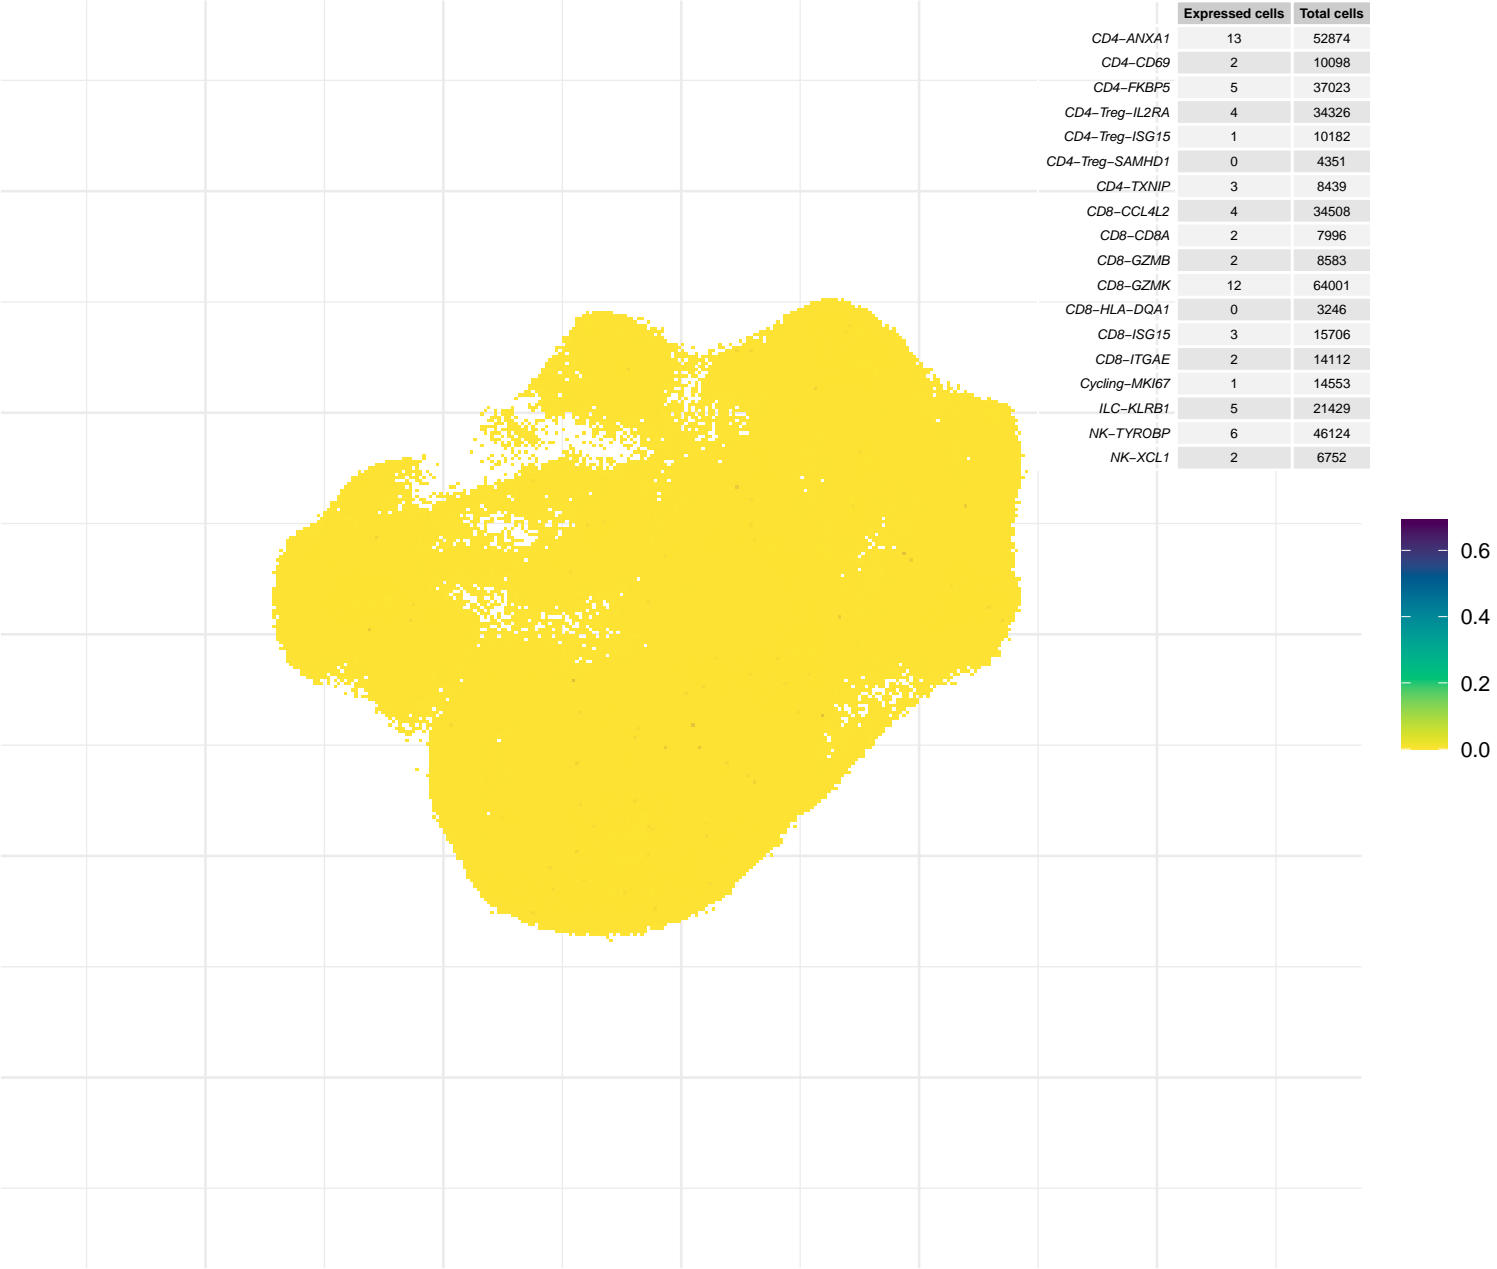 Expressed cells Total cells
CD4−ANXA1 13 52874
CD4−CD69 2 10098
CD4−FKBP5 5 37023
CD4−Treg−IL2RA 4 34326
CD4−Treg−ISG15 1 10182
CD4−Treg−SAMHD1 0 4351
CD4−TXNIP 3 8439
CD8−CCL4L2 4 34508
CD8−CD8A 2 7996
CD8−GZMB 2 8583
CD8−GZMK 12 64001
CD8−HLA−DQA1 0 3246
CD8−ISG15 3 15706
CD8−ITGAE 2 14112
Cycling−MKI67 1 14553
ILC−KLRB1 5 21429
NK−TYROBP 6 46124
NK−XCL1 2 6752
0.6
0.4
0.2
0.0